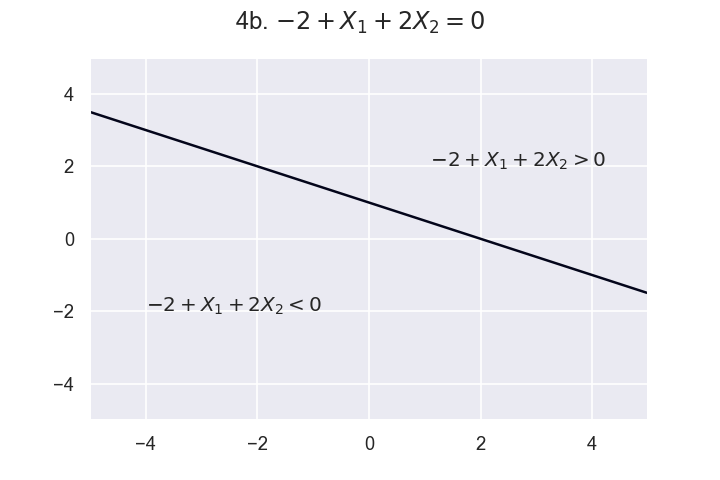 4b. −2 + X₁ + 2X₂ = 0
4
−2 + X₁ + 2X₂ > 0
2
0
−2 + X₁ + 2X₂ < 0
−2
−4
−4 −2 0 2 4